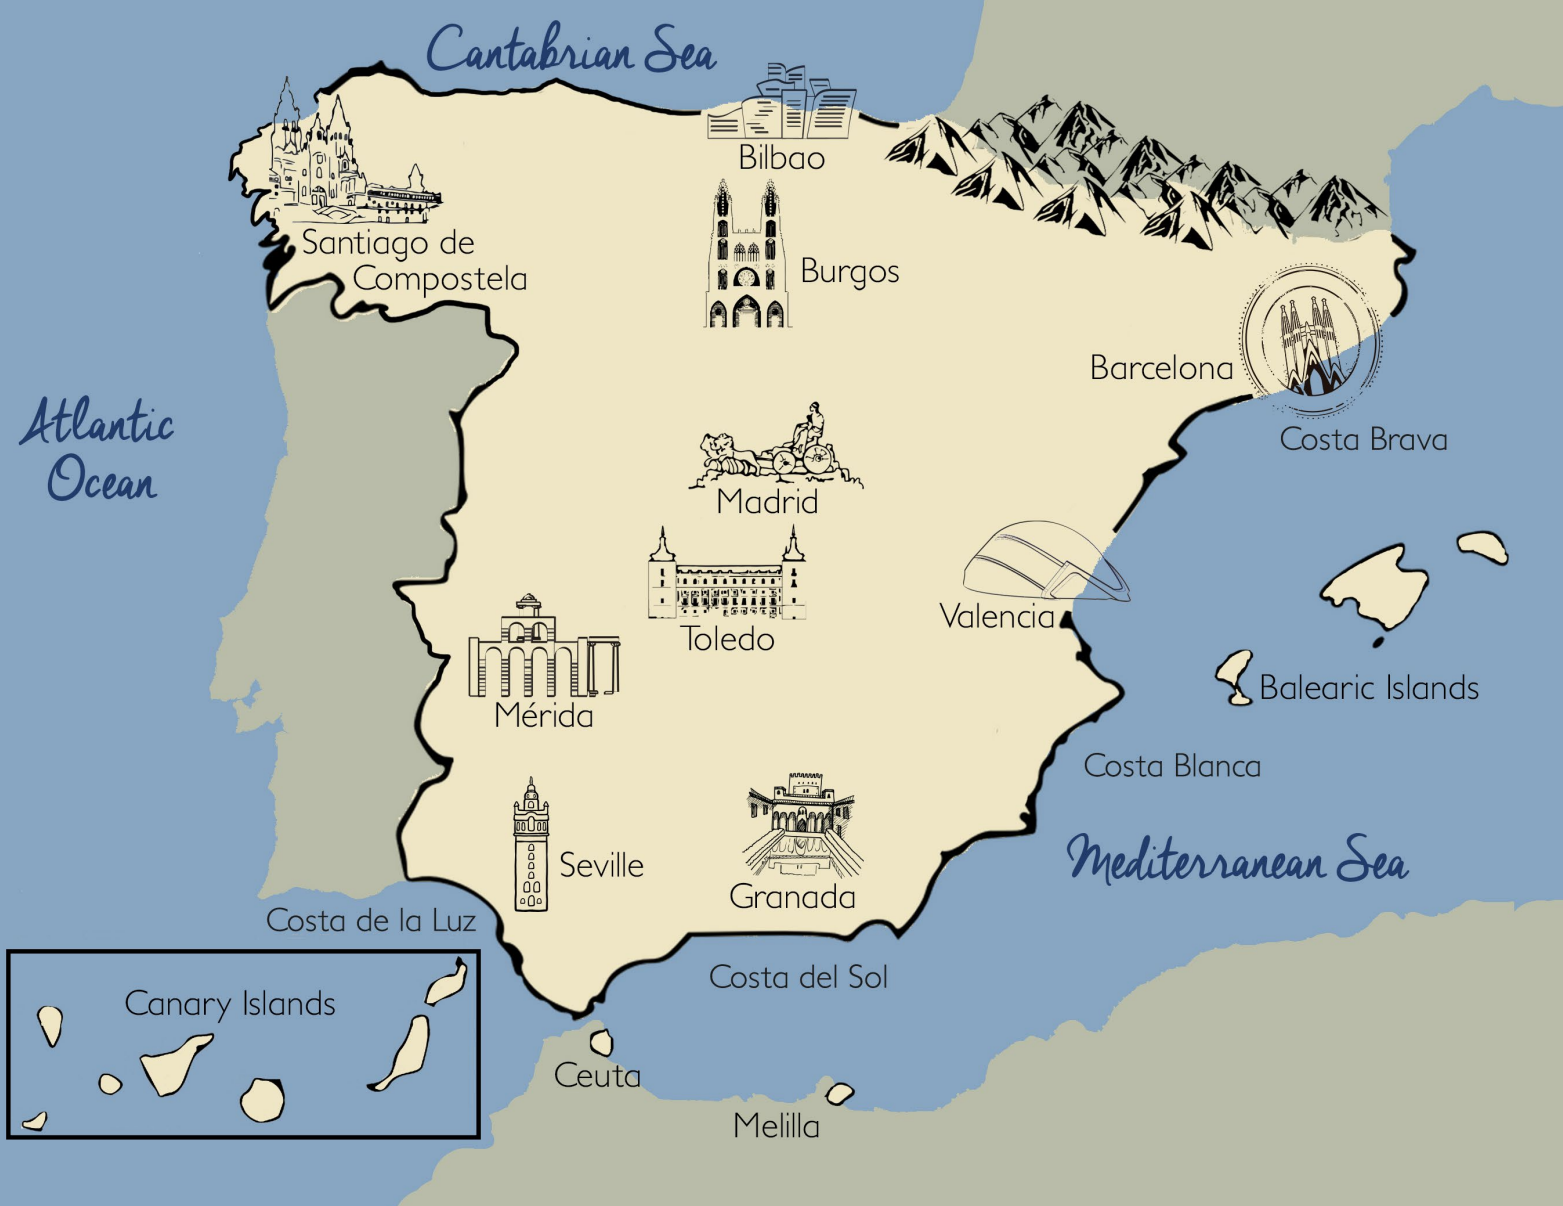 Cantabrian Sea
Bilbao
Santiago de
Compostela
Burgos
Barcelona
Atlantic
Ocean
Costa Brava
Madrid
Valencia
Toledo
Balearic Islands
Mérida
Costa Blanca
Mediterranean Sea
Seville
Granada
Costa de la Luz
Costa del Sol
Canary Islands
Ceuta
Melilla